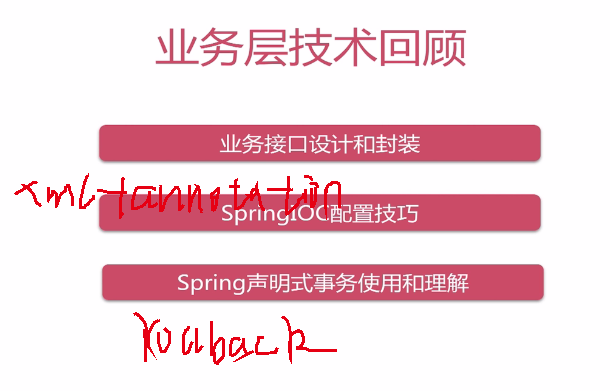 业务层技术回顾
业务接口设计和封装
xml+annotation
SpringIOC配置技巧
Spring声明式事务使用和理解
rollback